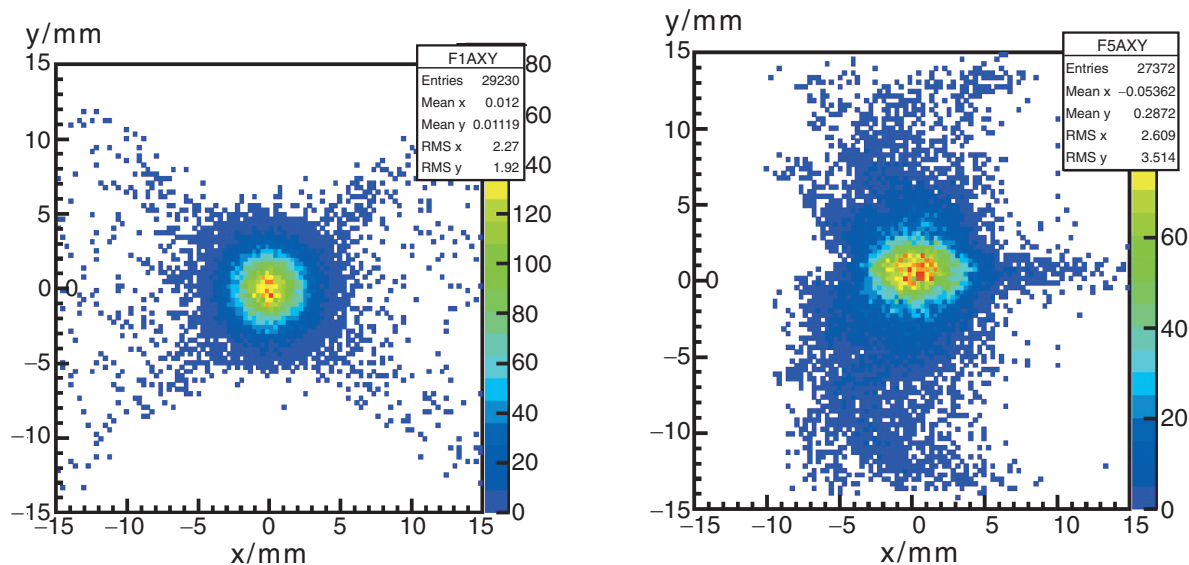 y/mm
F1AXY
Entries 29230
Mean x 0.012
Mean y 0.01119
RMS x 2.27
RMS y 1.92
15
10
5
0
−5
−10
−15
0
80
60
40
120
100
80
60
40
20
0
−15 −10 −5 0 5 10 15
x/mm
y/mm
F5AXY
Entries 27372
Mean x −0.05362
Mean y 0.2872
RMS x 2.609
RMS y 3.514
15
10
5
0
−5
−10
−15
0
60
40
20
0
−15 −10 −5 0 5 10 15
x/mm